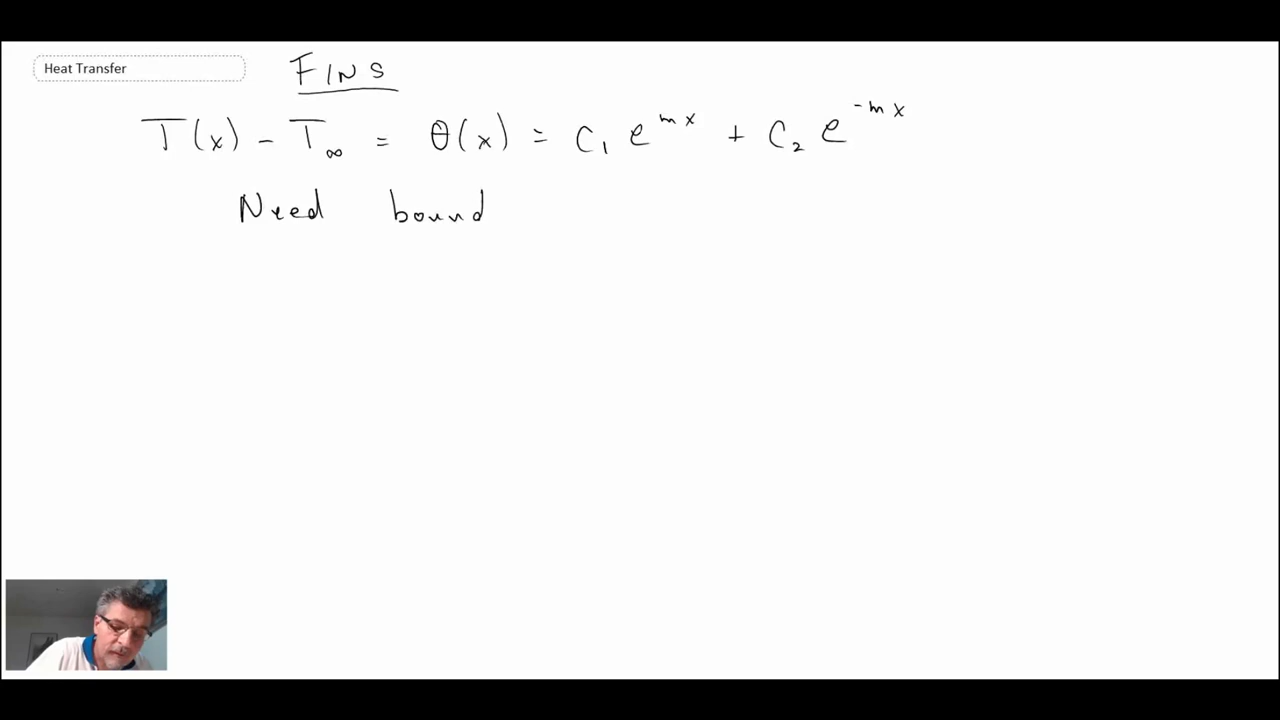 Heat Transfer
FINS
T(x) - T∞ = θ(x) = C₁ e^{mx} + C₂ e^{-mx}
Need bound